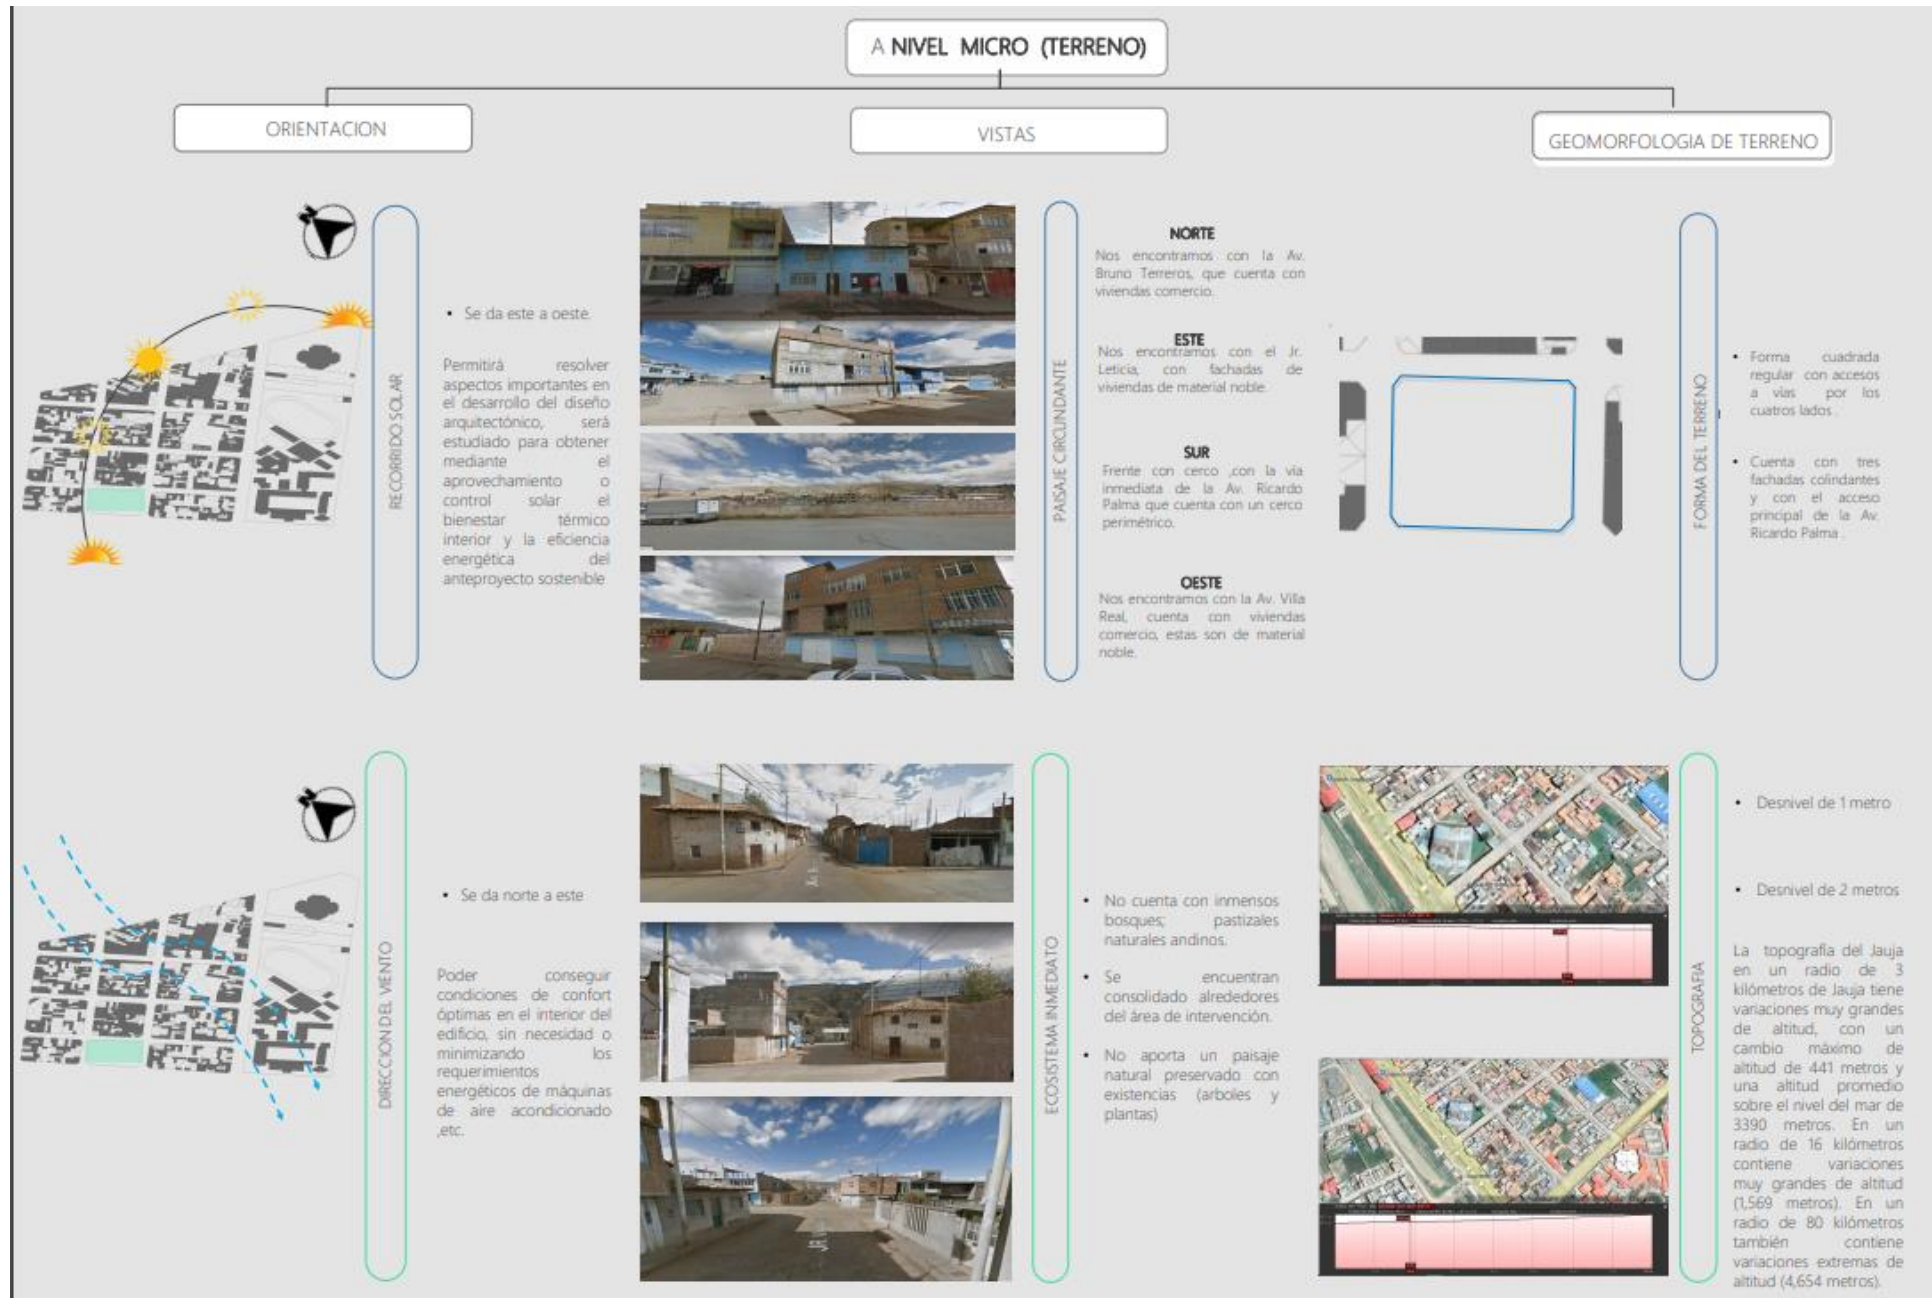 A NIVEL MICRO (TERRENO)
ORIENTACION
VISTAS
GEOMORFOLOGIA DE TERRENO
N
RECORRIDO SOLAR
• Se da este a oeste.
Permitirá resolver
aspectos importantes en
el desarrollo del diseño
arquitectónico, será
estudiado para obtener
mediante el
aprovechamiento o
control solar el
bienestar térmico
interior y la eficiencia
energética del
anteproyecto sostenible
PAISAJE CIRCUNDANTE
NORTE
Nos encontramos con la Av.
Bruno Terreros, que cuenta con
viviendas comercio.
ESTE
Nos encontramos con el Jr.
Leticia, con fachadas de
viviendas de material noble.
SUR
Frente con cerco ,con la vía
inmediata de la Av. Ricardo
Palma que cuenta con un cerco
perimétrico.
OESTE
Nos encontramos con la Av. Villa
Real, cuenta con viviendas
comercio, estas son de material
noble.
FORMA DEL TERRENO
• Forma cuadrada
regular con accesos
a vías por los
cuatros lados .
• Cuenta con tres
fachadas colindantes
y con el acceso
principal de la Av.
Ricardo Palma .
N
DIRECCION DEL VIENTO
• Se da norte a este
Poder conseguir
condiciones de confort
óptimas en el interior del
edificio, sin necesidad o
minimizando los
requerimientos
energéticos de máquinas
de aire acondicionado
,etc.
ECOSISTEMA INMEDIATO
• No cuenta con inmensos
bosques; pastizales
naturales andinos.
• Se encuentran
consolidado alrededores
del área de intervención.
• No aporta un paisaje
natural preservado con
existencias (arboles y
plantas)
TOPOGRAFIA
• Desnivel de 1 metro
• Desnivel de 2 metros
La topografía del Jauja
en un radio de 3
kilómetros de Jauja tiene
variaciones muy grandes
de altitud, con un
cambio máximo de
altitud de 441 metros y
una altitud promedio
sobre el nivel del mar de
3390 metros. En un
radio de 16 kilómetros
contiene variaciones
muy grandes de altitud
(1,569 metros). En un
radio de 80 kilómetros
también contiene
variaciones extremas de
altitud (4,654 metros).